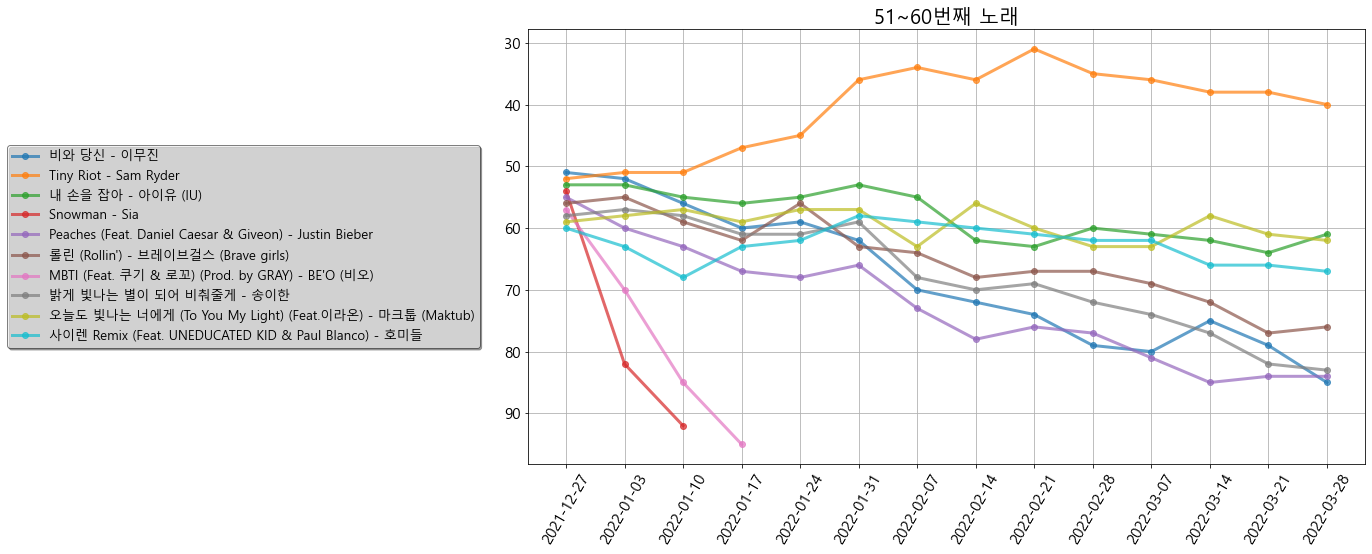 51~60번째 노래
비와 당신 - 이무진
Tiny Riot - Sam Ryder
내 손을 잡아 - 아이유 (IU)
Snowman - Sia
Peaches (Feat. Daniel Caesar & Giveon) - Justin Bieber
롤린 (Rollin') - 브레이브걸스 (Brave girls)
MBTI (Feat. 쿠기 & 로꼬) (Prod. by GRAY) - BE'O (비오)
밝게 빛나는 별이 되어 비춰줄게 - 송이한
오늘도 빛나는 너에게 (To You My Light) (Feat.이라온) - 마크툽 (Maktub)
사이렌 Remix (Feat. UNEDUCATED KID & Paul Blanco) - 호미들
30
40
50
60
70
80
90
2021-12-27
2022-01-03
2022-01-10
2022-01-17
2022-01-24
2022-01-31
2022-02-07
2022-02-14
2022-02-21
2022-02-28
2022-03-07
2022-03-14
2022-03-21
2022-03-28